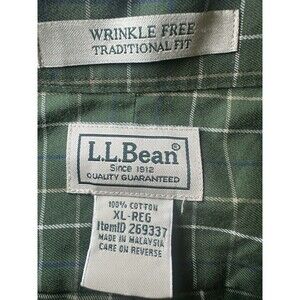 WRINKLE FREE
TRADITIONAL FIT
L.L.Bean®
Since 1912
QUALITY GUARANTEED
100% COTTON
XL-REG
ItemID 269337
MADE IN MALAYSIA
CARE ON REVERSE